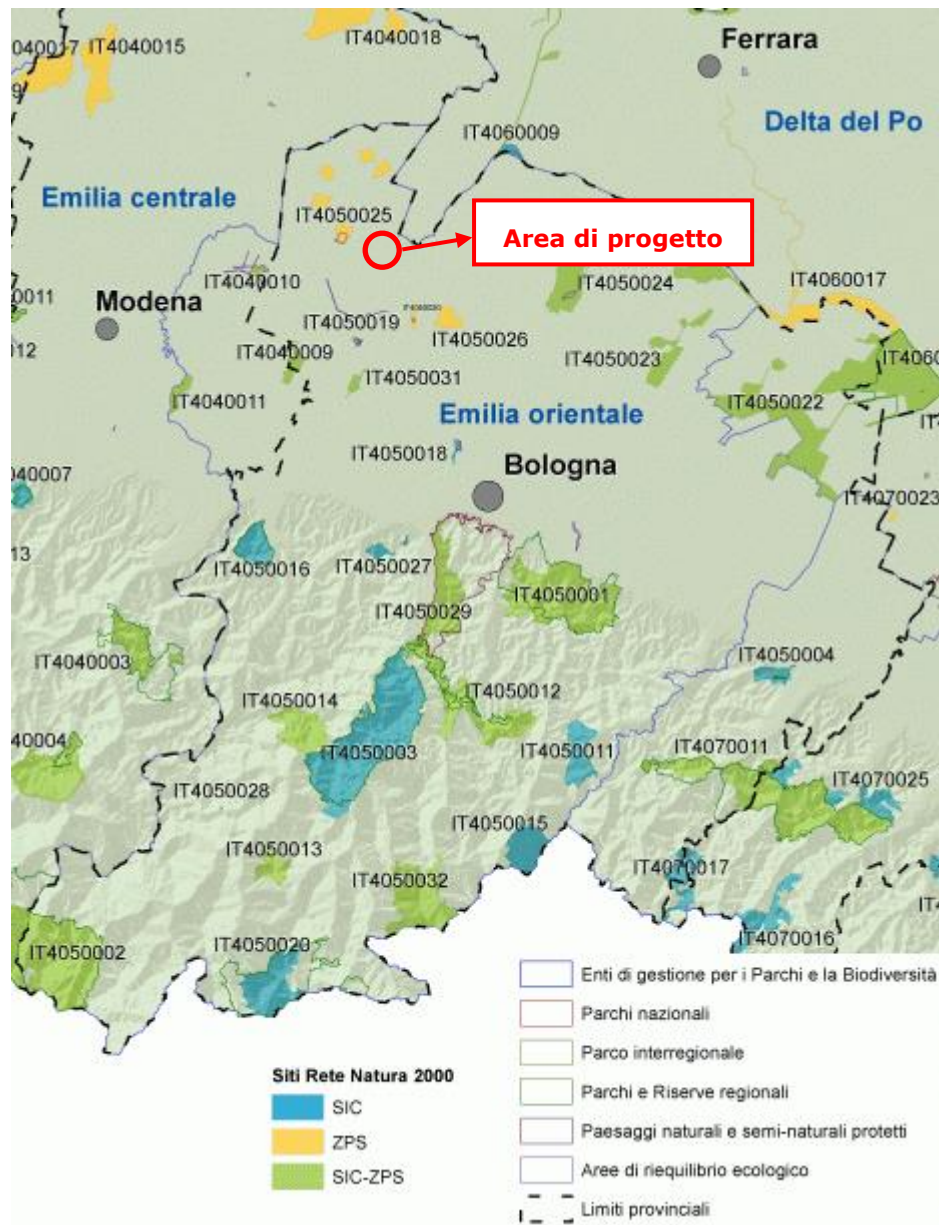 IT4040018
Ferrara
040017
IT4040015
Delta del Po
IT4060009
Emilia centrale
IT4050025
Area di progetto
IT4040010
IT4050024
IT4060017
Modena
IT4050019
IT4050026
IT4040009
IT4050023
IT4060
IT4050031
IT4040011
IT4050022
Emilia orientale
IT4050018
Bologna
040007
IT4070023
IT4050016
IT4050027
IT4050001
IT4050029
IT4040003
IT4050004
IT4050014
IT4050012
40004
IT4050003
IT4050011
IT4070011
IT4050028
IT4070025
IT4050015
IT4050013
IT4050032
IT4070017
IT4050002
IT4050020
IT4070016
Enti di gestione per i Parchi e la Biodiversità
Parchi nazionali
Parco interregionale
Siti Rete Natura 2000
Parchi e Riserve regionali
SIC
ZPS
Paesaggi naturali e semi-naturali protetti
SIC-ZPS
Aree di riequilibrio ecologico
Limiti provinciali